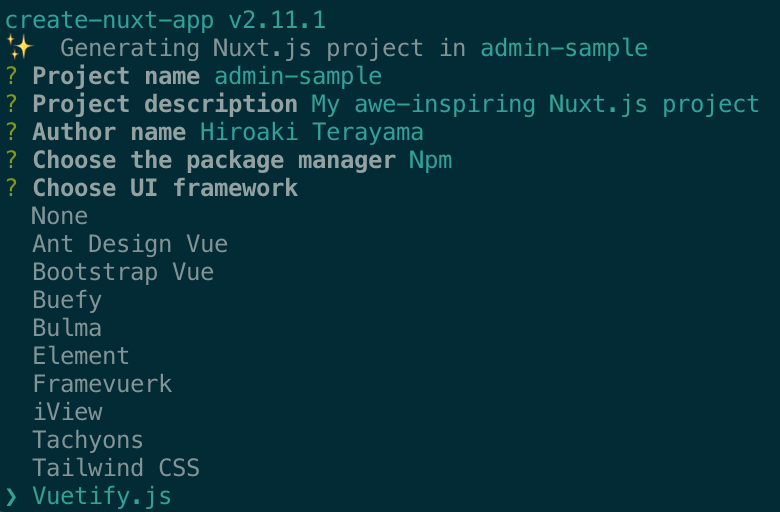 create-nuxt-app v2.11.1
✨ Generating Nuxt.js project in admin-sample
? Project name admin-sample
? Project description My awe-inspiring Nuxt.js project
? Author name Hiroaki Terayama
? Choose the package manager Npm
? Choose UI framework
None
Ant Design Vue
Bootstrap Vue
Buefy
Bulma
Element
Framevuerk
iView
Tachyons
Tailwind CSS
❯ Vuetify.js